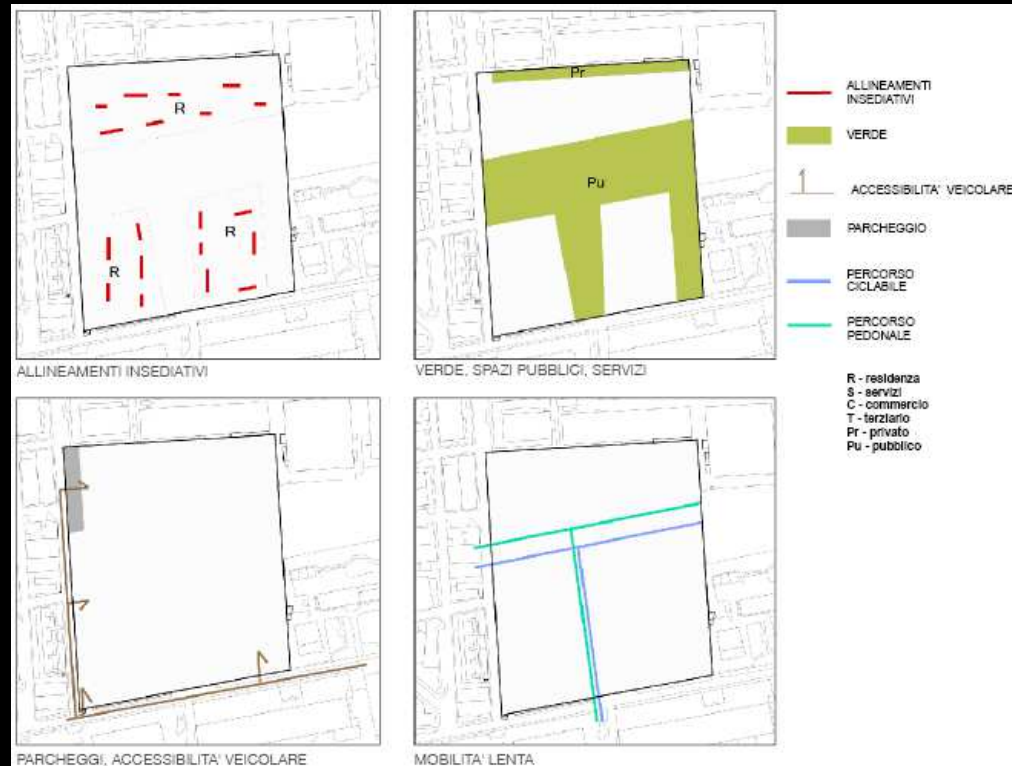 R
R
R
ALLINEAMENTI INSEDIATIVI
Pr
Pu
VERDE, SPAZI PUBBLICI, SERVIZI
PARCHEGGI, ACCESSIBILITA' VEICOLARE
MOBILITA' LENTA
ALLINEAMENTI
INSEDIATIVI
VERDE
ACCESSIBILITA' VEICOLARE
PARCHEGGIO
PERCORSO
CICLABILE
PERCORSO
PEDONALE
R - residenza
S - servizi
C - commercio
T - terziario
Pr - privato
Pu - pubblico